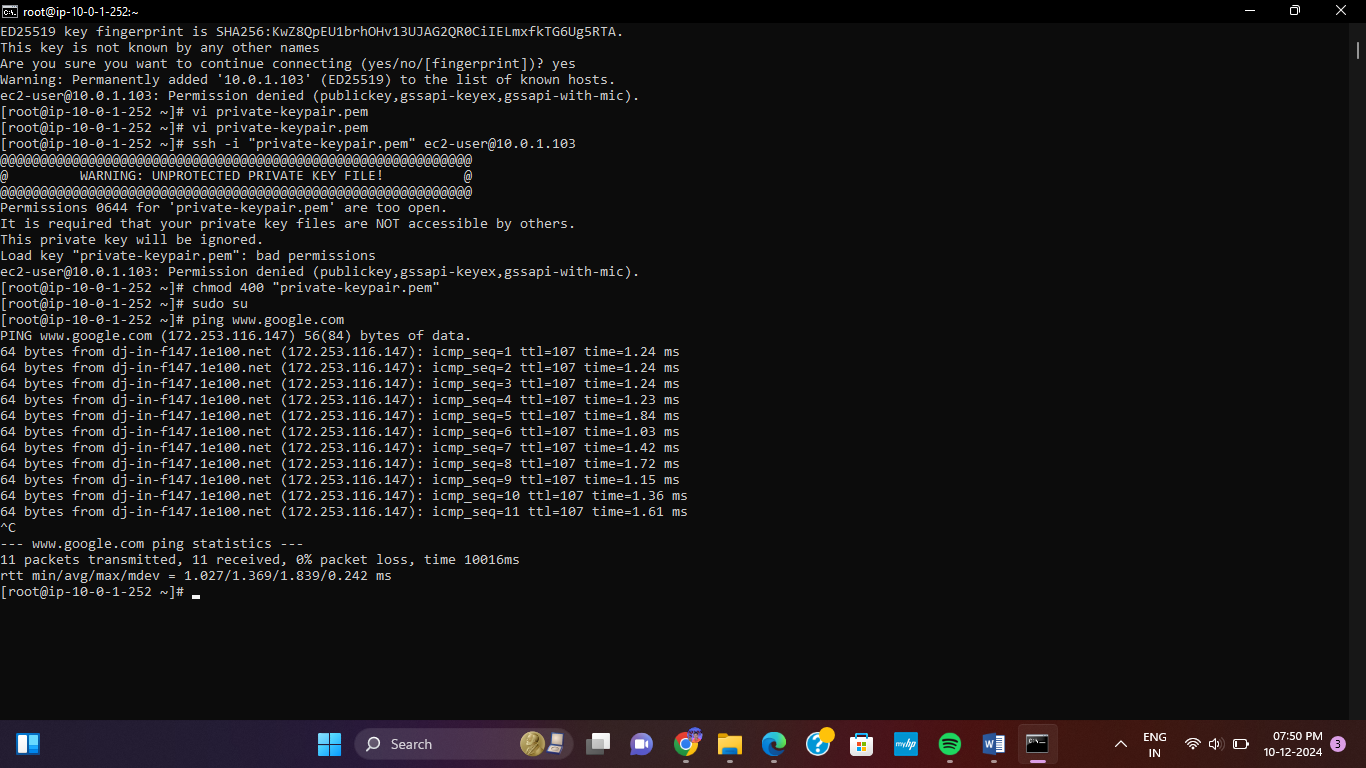 root@ip-10-0-1-252:~
ED25519 key fingerprint is SHA256:KwZ8QpEU1brhOHv13UJAG2QR0CiIELmxfkTG6Ug5RTA.
This key is not known by any other names
Are you sure you want to continue connecting (yes/no/[fingerprint])? yes
Warning: Permanently added '10.0.1.103' (ED25519) to the list of known hosts.
ec2-user@10.0.1.103: Permission denied (publickey,gssapi-keyex,gssapi-with-mic).
[root@ip-10-0-1-252 ~]# vi private-keypair.pem
[root@ip-10-0-1-252 ~]# vi private-keypair.pem
[root@ip-10-0-1-252 ~]# ssh -i "private-keypair.pem" ec2-user@10.0.1.103
@@@@@@@@@@@@@@@@@@@@@@@@@@@@@@@@@@@@@@@@@@@@@@@@@@@@@@@@@@@
@         WARNING: UNPROTECTED PRIVATE KEY FILE!          @
@@@@@@@@@@@@@@@@@@@@@@@@@@@@@@@@@@@@@@@@@@@@@@@@@@@@@@@@@@@
Permissions 0644 for 'private-keypair.pem' are too open.
It is required that your private key files are NOT accessible by others.
This private key will be ignored.
Load key "private-keypair.pem": bad permissions
ec2-user@10.0.1.103: Permission denied (publickey,gssapi-keyex,gssapi-with-mic).
[root@ip-10-0-1-252 ~]# chmod 400 "private-keypair.pem"
[root@ip-10-0-1-252 ~]# sudo su
[root@ip-10-0-1-252 ~]# ping www.google.com
PING www.google.com (172.253.116.147) 56(84) bytes of data.
64 bytes from dj-in-f147.1e100.net (172.253.116.147): icmp_seq=1 ttl=107 time=1.24 ms
64 bytes from dj-in-f147.1e100.net (172.253.116.147): icmp_seq=2 ttl=107 time=1.24 ms
64 bytes from dj-in-f147.1e100.net (172.253.116.147): icmp_seq=3 ttl=107 time=1.24 ms
64 bytes from dj-in-f147.1e100.net (172.253.116.147): icmp_seq=4 ttl=107 time=1.23 ms
64 bytes from dj-in-f147.1e100.net (172.253.116.147): icmp_seq=5 ttl=107 time=1.84 ms
64 bytes from dj-in-f147.1e100.net (172.253.116.147): icmp_seq=6 ttl=107 time=1.03 ms
64 bytes from dj-in-f147.1e100.net (172.253.116.147): icmp_seq=7 ttl=107 time=1.42 ms
64 bytes from dj-in-f147.1e100.net (172.253.116.147): icmp_seq=8 ttl=107 time=1.72 ms
64 bytes from dj-in-f147.1e100.net (172.253.116.147): icmp_seq=9 ttl=107 time=1.15 ms
64 bytes from dj-in-f147.1e100.net (172.253.116.147): icmp_seq=10 ttl=107 time=1.36 ms
64 bytes from dj-in-f147.1e100.net (172.253.116.147): icmp_seq=11 ttl=107 time=1.61 ms
^C
--- www.google.com ping statistics ---
11 packets transmitted, 11 received, 0% packet loss, time 10016ms
rtt min/avg/max/mdev = 1.027/1.369/1.839/0.242 ms
[root@ip-10-0-1-252 ~]#
Search
myhp
ENG
IN
07:50 PM
10-12-2024
3